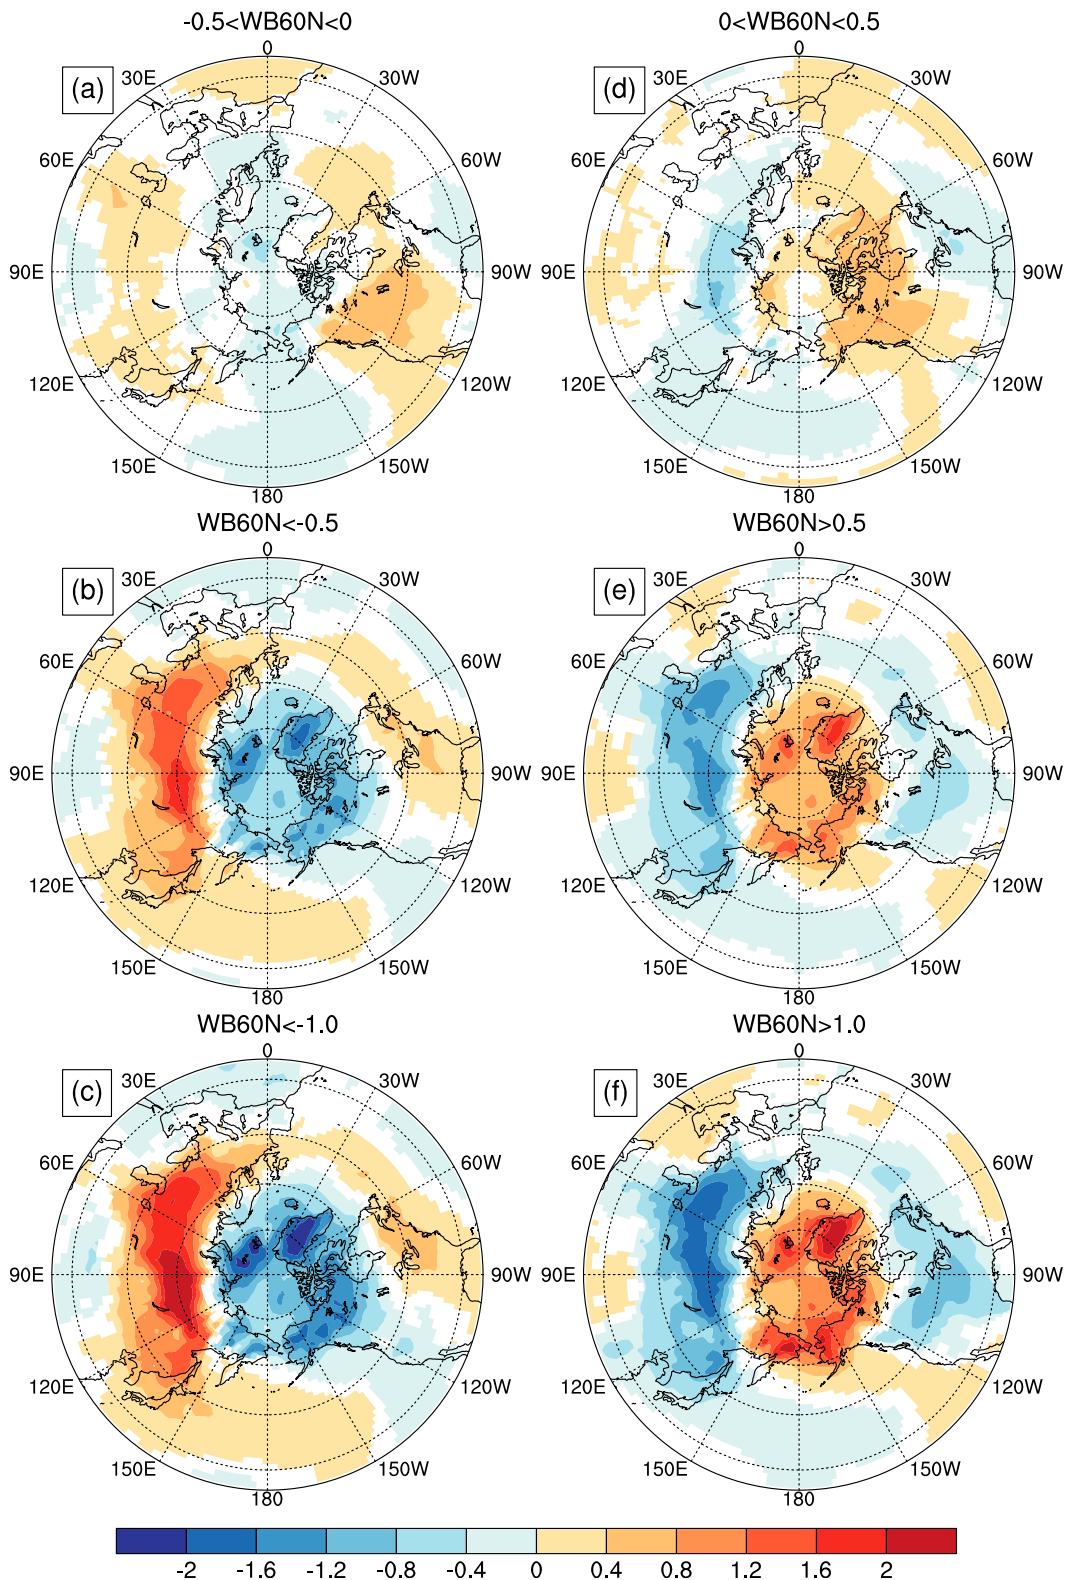 -0.5<WB60N<0
0<WB60N<0.5
(a)
0
30E
30W
60E
60W
90E
90W
120E
120W
150E
150W
180
(d)
0
30E
30W
60E
60W
90E
90W
120E
120W
150E
150W
180
WB60N<-0.5
WB60N>0.5
(b)
0
30E
30W
60E
60W
90E
90W
120E
120W
150E
150W
180
(e)
0
30E
30W
60E
60W
90E
90W
120E
120W
150E
150W
180
WB60N<-1.0
WB60N>1.0
(c)
0
30E
30W
60E
60W
90E
90W
120E
120W
150E
150W
180
(f)
0
30E
30W
60E
60W
90E
90W
120E
120W
150E
150W
180
-2 -1.6 -1.2 -0.8 -0.4 0 0.4 0.8 1.2 1.6 2